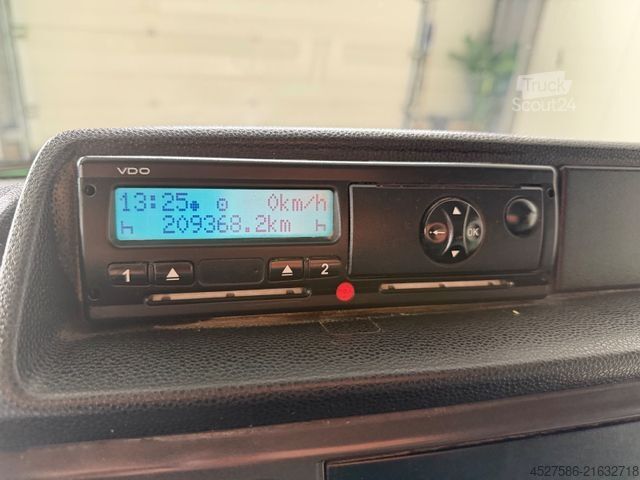 Truck
Scout24
VDO
13:25 0km/h
209368.2km
1 2
OK
4527586-21632718